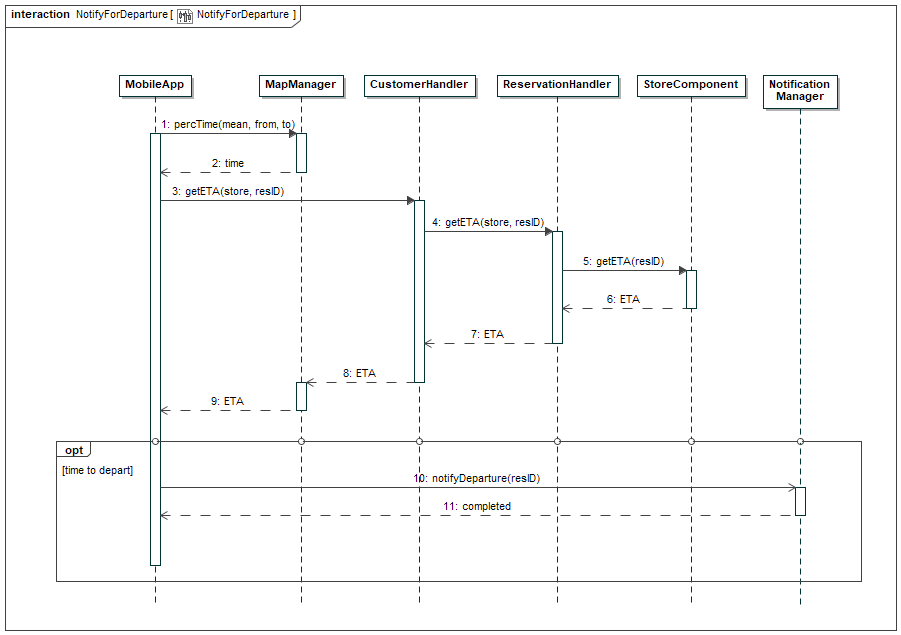 interaction NotifyForDeparture [ NotifyForDeparture ]
MobileApp
MapManager
CustomerHandler
ReservationHandler
StoreComponent
Notification
Manager
1: percTime(mean, from, to)
2: time
3: getETA(store, resID)
4: getETA(store, resID)
5: getETA(resID)
6: ETA
7: ETA
8: ETA
9: ETA
opt
[time to depart]
10: notifyDeparture(resID)
11: completed